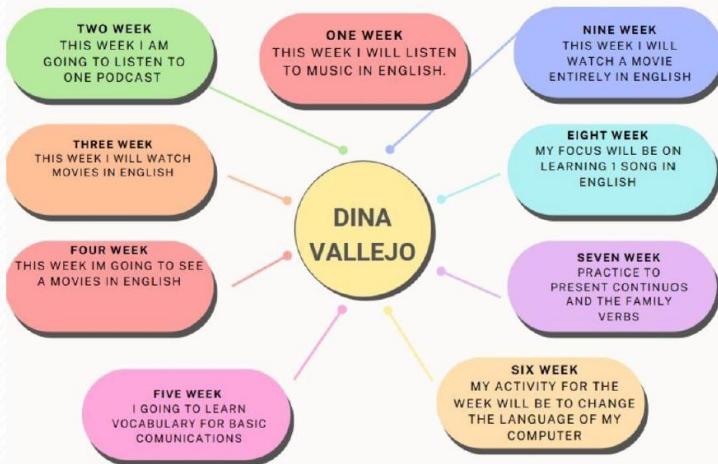 TWO WEEK
THIS WEEK I AM
GOING TO LISTEN TO
ONE PODCAST
ONE WEEK
THIS WEEK I WILL LISTEN
TO MUSIC IN ENGLISH.
NINE WEEK
THIS WEEK I WILL
WATCH A MOVIE
ENTIRELY IN ENGLISH
THREE WEEK
THIS WEEK I WILL WATCH
MOVIES IN ENGLISH
EIGHT WEEK
MY FOCUS WILL BE ON
LEARNING 1 SONG IN
ENGLISH
DINA
VALLEJO
FOUR WEEK
THIS WEEK IM GOING TO SEE
A MOVIES IN ENGLISH
SEVEN WEEK
PRACTICE TO
PRESENT CONTINUOS
AND THE FAMILY
VERBS
FIVE WEEK
I GOING TO LEARN
VOCABULARY FOR BASIC
COMUNICATIONS
SIX WEEK
MY ACTIVITY FOR THE
WEEK WILL BE TO CHANGE
THE LANGUAGE OF MY
COMPUTER